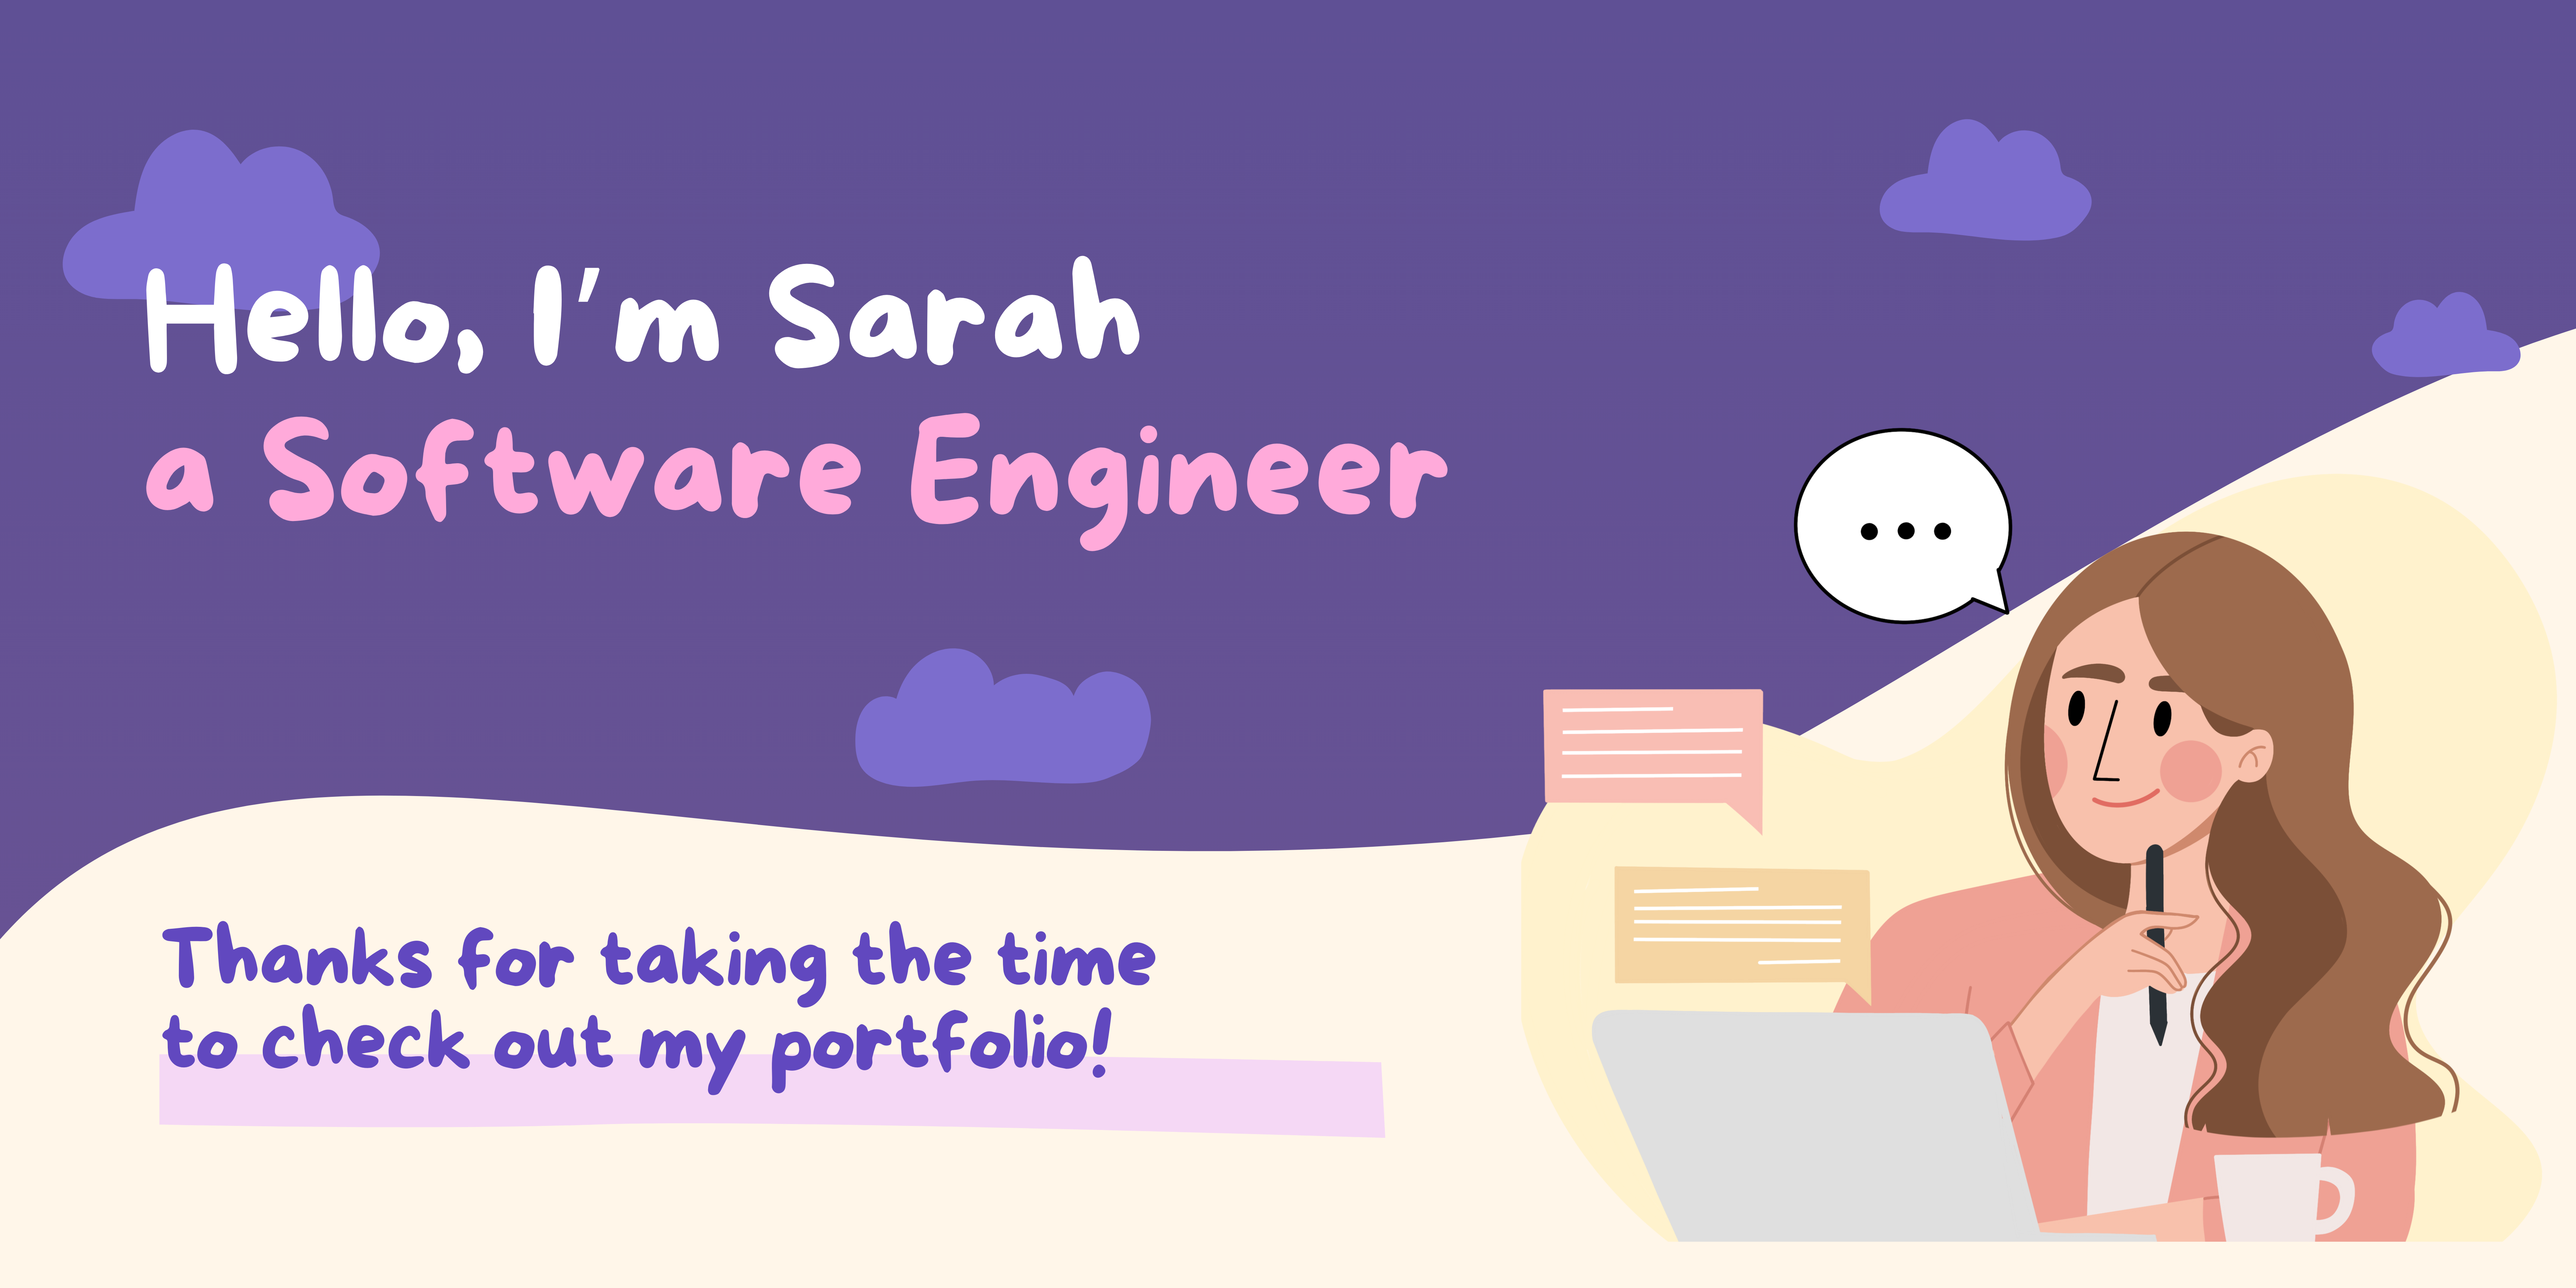 Hello, I'm Sarah
a Software Engineer
Thanks for taking the time
to check out my portfolio!